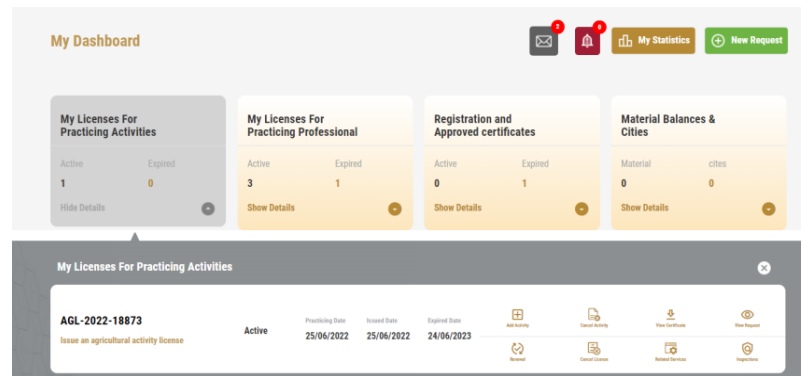 My Dashboard
3
0
My Statistics
New Request
My Licenses For
Practicing Activities
Active Expired
1 0
Hide Details
My Licenses For
Practicing Professional
Active Expired
3 1
Show Details
Registration and
Approved certificates
Active Expired
0 1
Show Details
Material Balances &
Cities
Material cites
0 0
Show Details
My Licenses For Practicing Activities
AGL-2022-18873
Issue an agricultural activity license
Active
Practicing Date Issued Date Expired Date
25/06/2022 25/06/2022 24/06/2023
Add Activity Cancel Activity View Certificate View Request
Renewal Cancel License Related Services Inspections